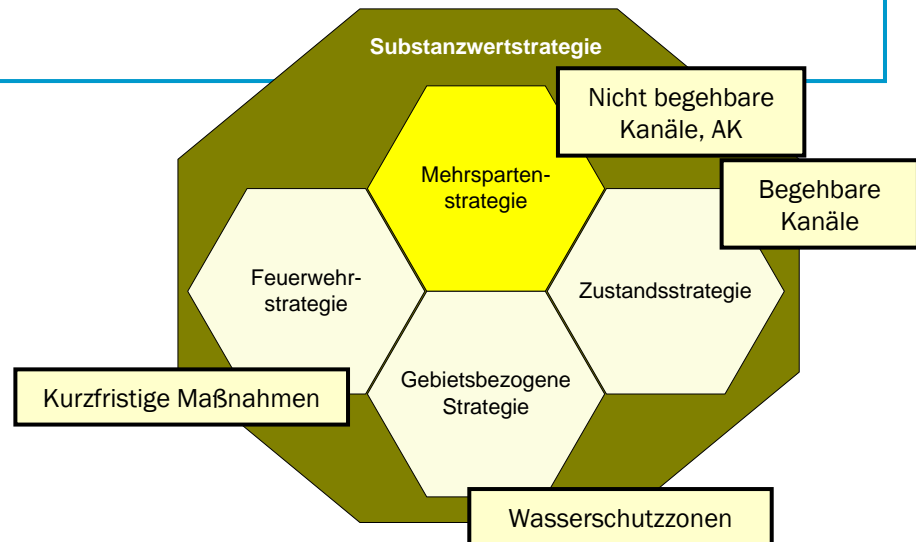 Substanzwertstrategie
Nicht begehbare
Kanäle, AK
Mehrsparten-
strategie
Begehbare
Kanäle
Feuerwehr-
strategie
Zustandsstrategie
Gebietsbezogene
Strategie
Kurzfristige Maßnahmen
Wasserschutzzonen